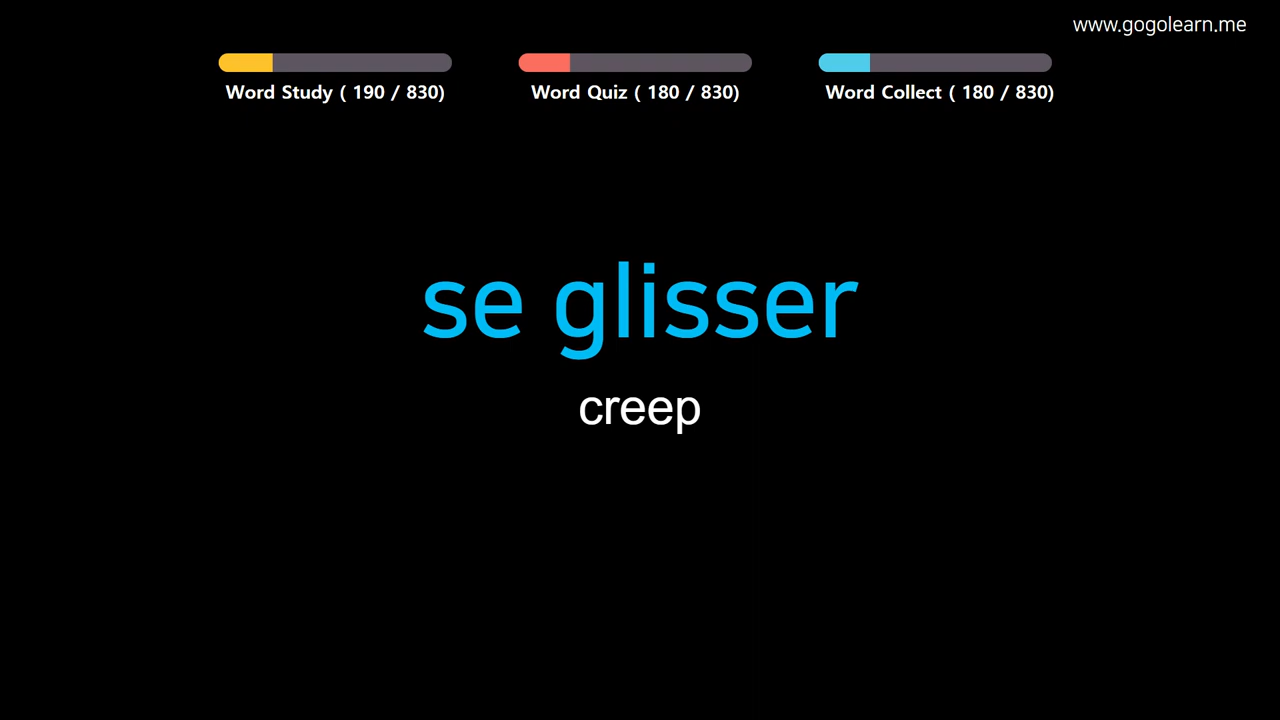 www.gogolearn.me
Word Study ( 190 / 830)
Word Quiz ( 180 / 830)
Word Collect ( 180 / 830)
se glisser
creep